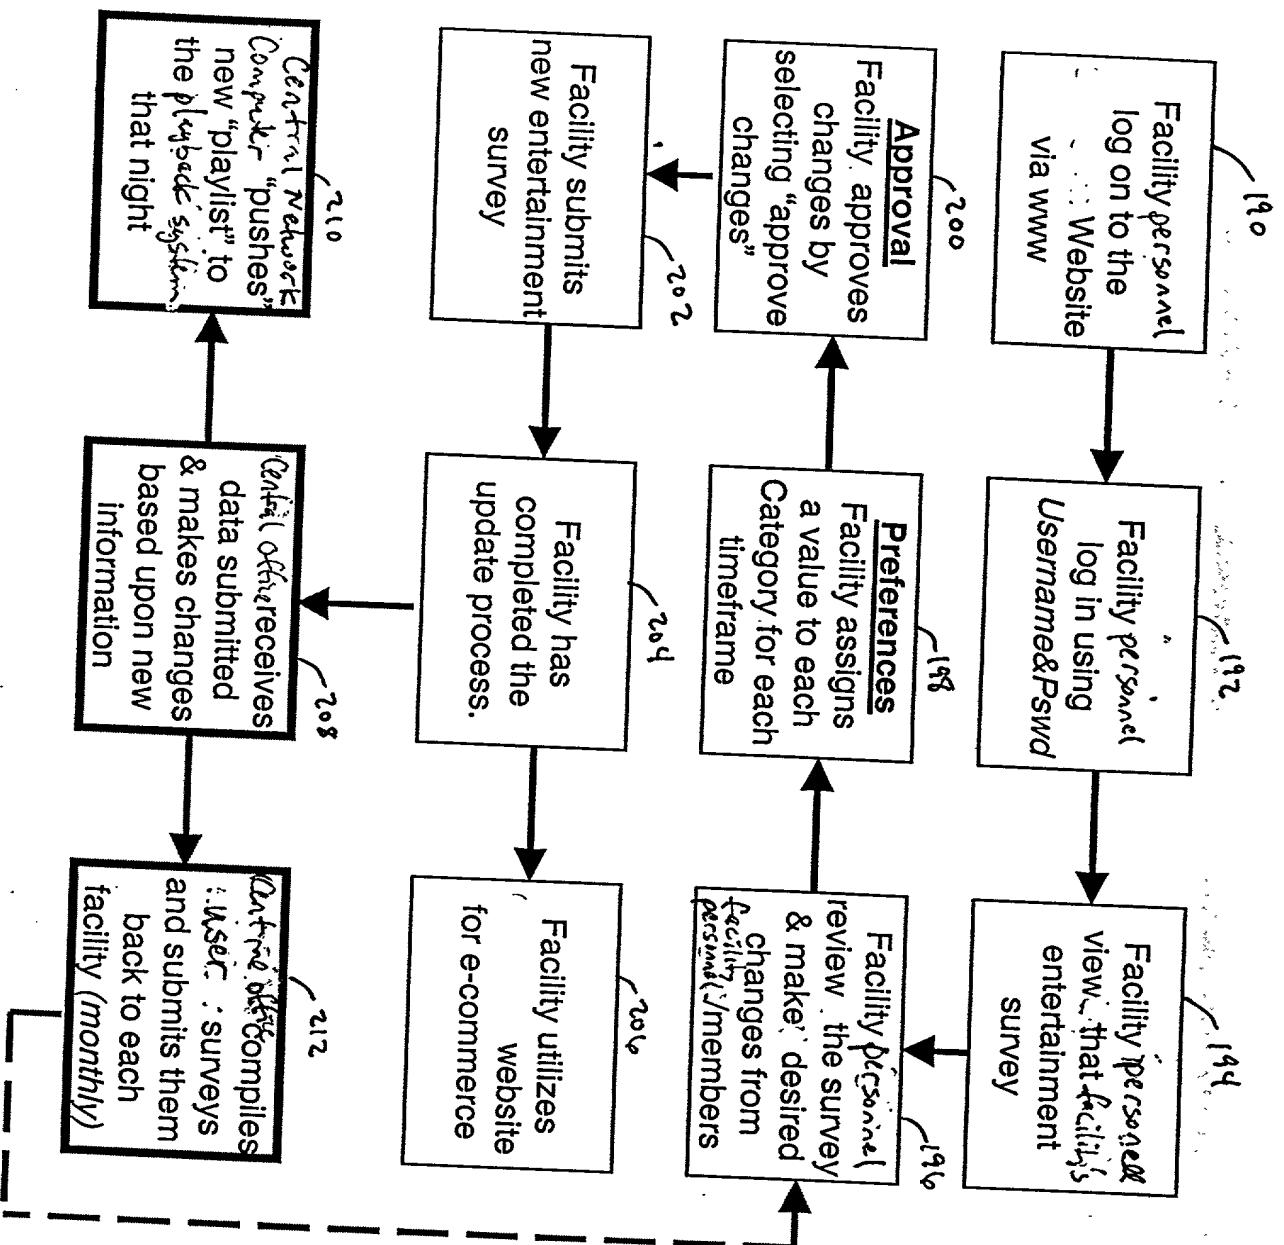 190
Facility personnel
log on to the
Website
via www
192
Facility personnel
log in using
Username&Pswd
194
Facility personell
view that facility's
entertainment
survey
196
Facility personnel
review the survey
& make desired
changes from
facility
personnel/members
198
Preferences
Facility assigns
a value to each
Category for each
timeframe
200
Approval
Facility approves
changes by
selecting "approve
changes"
202
Facility submits
new entertainment
survey
204
Facility has
completed the
update process.
206
Facility utilizes
website
for e-commerce
208
Central office receives
data submitted
& makes changes
based upon new
information
210
Central Network
Computer "pushes"
new "playlist" to
the playback system
that night
212
office compiles
user surveys
and submits them
back to each
facility (monthly)